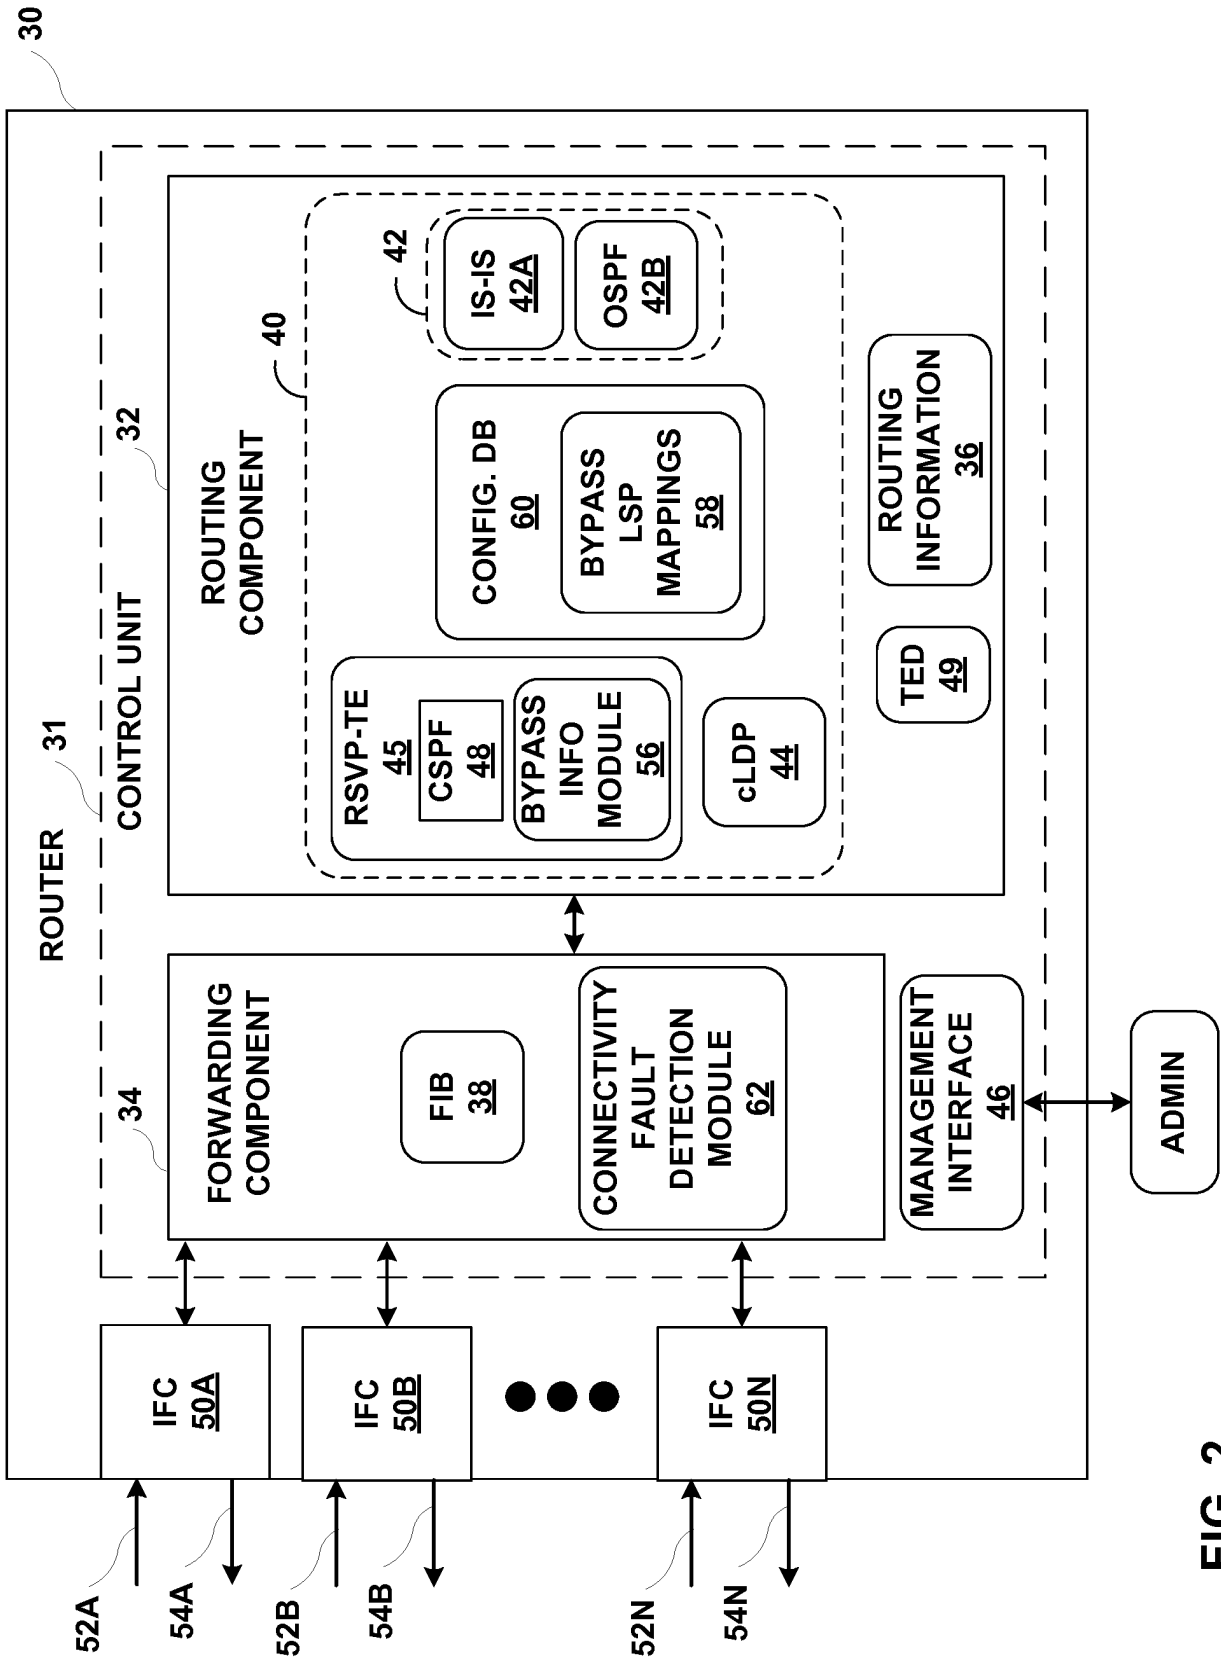 30
ROUTER
31
CONTROL UNIT
32
ROUTING
COMPONENT
40
42
IS-IS
42A
OSPF
42B
CONFIG. DB
60
BYPASS
LSP
MAPPINGS
58
RSVP-TE
45
CSPF
48
BYPASS
INFO
MODULE
56
cLDP
44
TED
49
ROUTING
INFORMATION
36
34
FORWARDING
COMPONENT
FIB
38
CONNECTIVITY
FAULT
DETECTION
MODULE
62
MANAGEMENT
INTERFACE
46
ADMIN
IFC
50A
IFC
50B
IFC
50N
52A
54A
52B
54B
52N
54N
FIG. 2